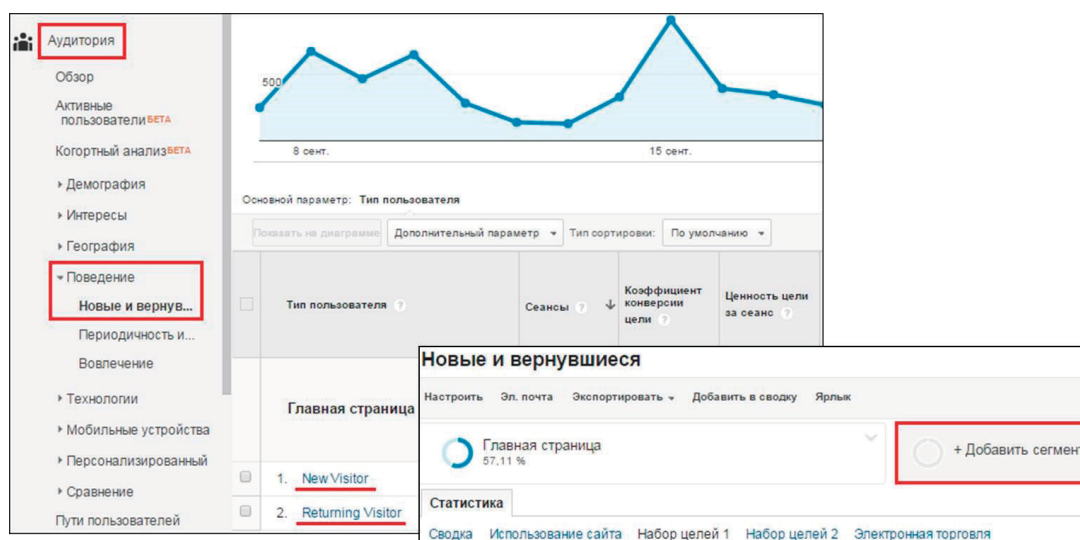 Аудитория
Обзор
Активные
пользователи БЕТА
Когортный анализ БЕТА
Демография
Интересы
География
Поведение
Новые и вернув...
Периодичность и...
Вовлечение
Технологии
Мобильные устройства
Персонализированный
Сравнение
Пути пользователей
500
8 сент.
15 сент.
Основной параметр: Тип пользователя
Показать на диаграмме
Дополнительный параметр
Тип сортировки:
По умолчанию
Тип пользователя ?
Сеансы ?
Коэффициент
конверсии
цели ?
Ценность цели
за сеанс ?
Главная страница
1. New Visitor
2. Returning Visitor
Новые и вернувшиеся
Настроить Эл. почта Экспортировать Добавить в сводку Ярлык
Главная страница
57,11 %
+ Добавить сегмент
Статистика
Сводка Использование сайта Набор целей 1 Набор целей 2 Электронная торговля